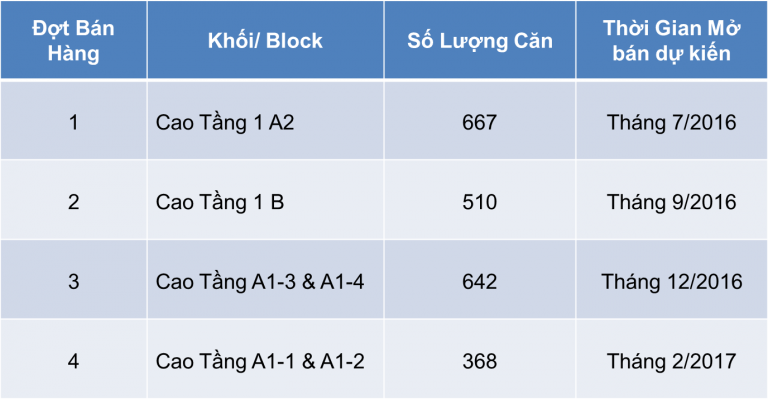 Đợt Bán
Hàng
Khối/ Block
Số Lượng Căn
Thời Gian Mở
bán dự kiến
1
Cao Tầng 1 A2
667
Tháng 7/2016
2
Cao Tầng 1 B
510
Tháng 9/2016
3
Cao Tầng A1-3 & A1-4
642
Tháng 12/2016
4
Cao Tầng A1-1 & A1-2
368
Tháng 2/2017